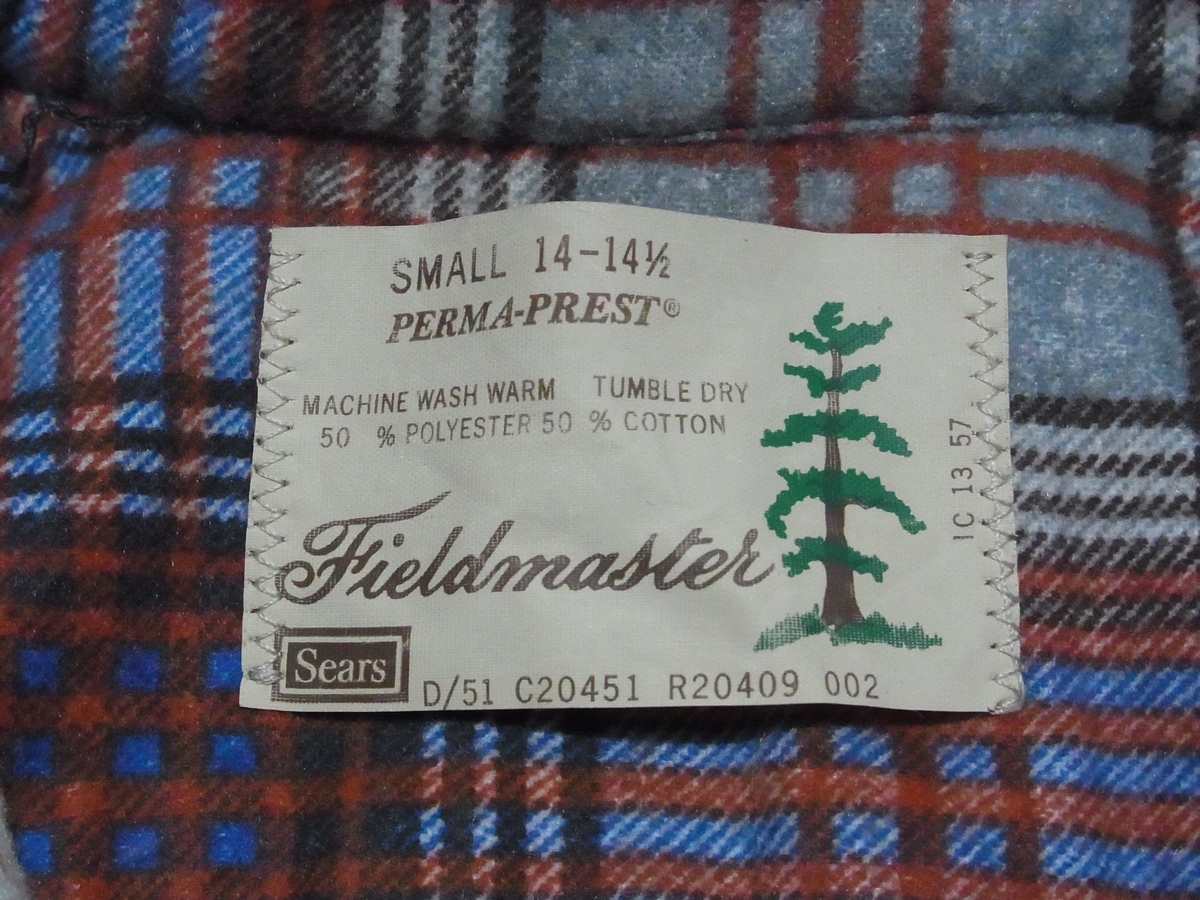 SMALL 14-14½
PERMA-PREST®
MACHINE WASH WARM TUMBLE DRY
50 % POLYESTER 50 % COTTON
Fieldmaster
Sears
D/51 C20451 R20409 002
IC 13 57